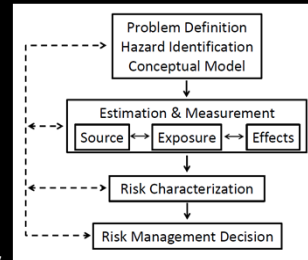 Problem Definition
Hazard Identification
Conceptual Model
Estimation & Measurement
Source Exposure Effects
Risk Characterization
Risk Management Decision